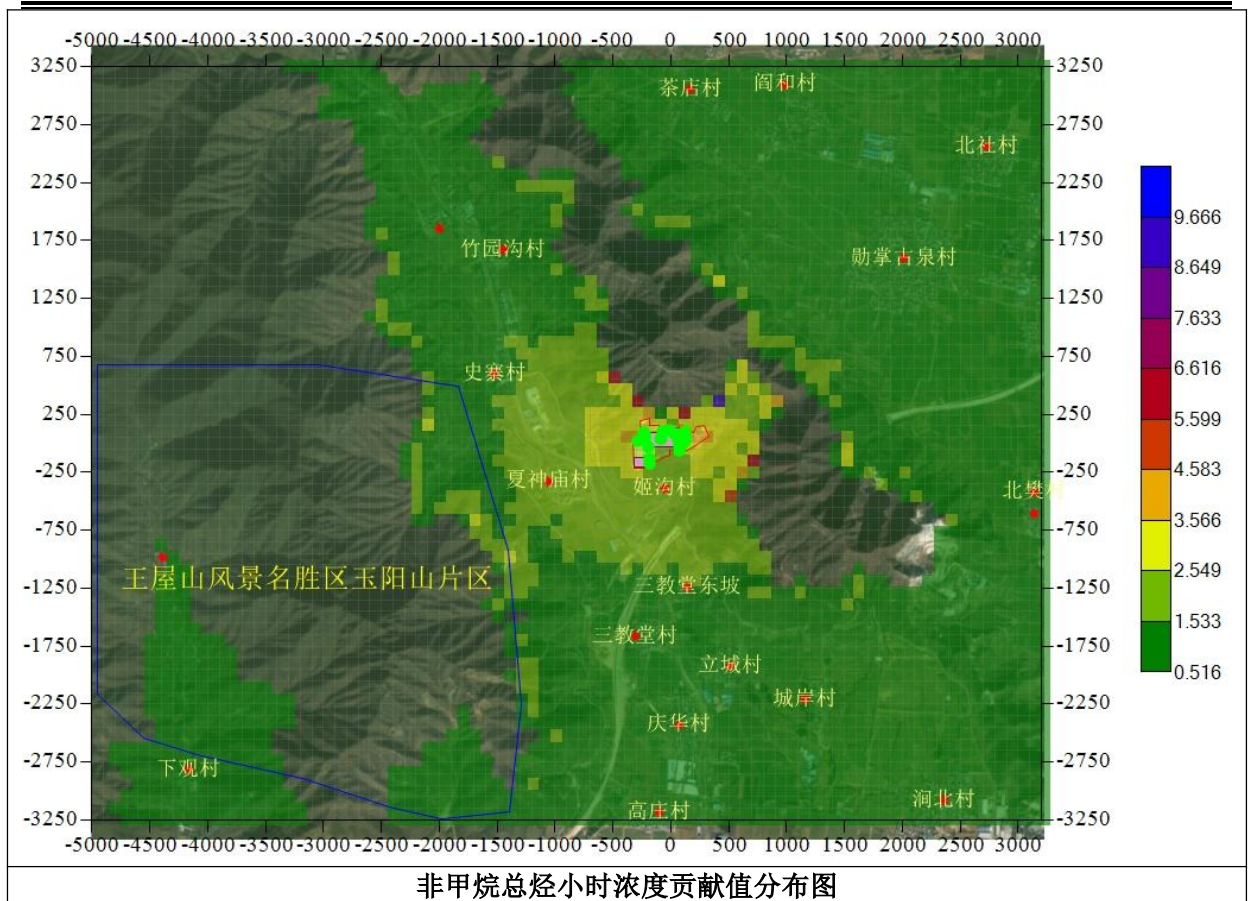 -5000 -4500 -4000 -3500 -3000 -2500 -2000 -1500 -1000 -500 0 500 1000 1500 2000 2500 3000
3250 3250
茶店村 阎和村
2750 2750
北社村
2250 2250
9.666
1750 竹园沟村 勋掌古泉村 1750
8.649
1250 1250
7.633
750 750
史寨村
6.616
250 250
5.599
-250 -250
4.583
夏神庙村 姬沟村 北樊村
3.566
-750 -750
2.549
王屋山风景名胜区玉阳山片区
-1250 三教堂东坡 -1250
1.533
三教堂村
-1750 -1750
立城村
0.516
-2250 城岸村 -2250
庆华村
-2750 -2750
下观村
涧北村
高庄村
-3250 -3250
-5000 -4500 -4000 -3500 -3000 -2500 -2000 -1500 -1000 -500 0 500 1000 1500 2000 2500 3000
非甲烷总烃小时浓度贡献值分布图